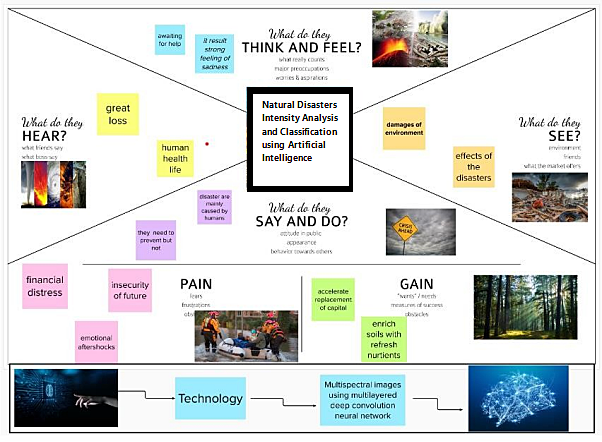 What do they
THINK AND FEEL?
what really counts
major preoccupations
worries & aspirations
awaiting
for help
it result
strong
feeling of
sadness
What do they
HEAR?
what friends say
what boss say
great
loss
human
health
life
Natural Disasters
Intensity Analysis
and Classification
using Artificial
Intelligence
What do they
SEE?
environment
friends
what the market offers
damages of
environment
effects of
the
disasters
What do they
SAY AND DO?
attitude in public
appearance
behavior towards others
disaster are
mainly
caused by
humans
they need to
prevent but
not
CRISIS
AHEAD
PAIN
fears
frustrations
financial
distress
insecurity
of future
emotional
aftershocks
GAIN
"wants" / needs
measures of success
obstacles
accelerate
replacement
of capital
enrich
soils with
refresh
nurtients
Technology
Multispectral images
using multilayered
deep convolution
neural network